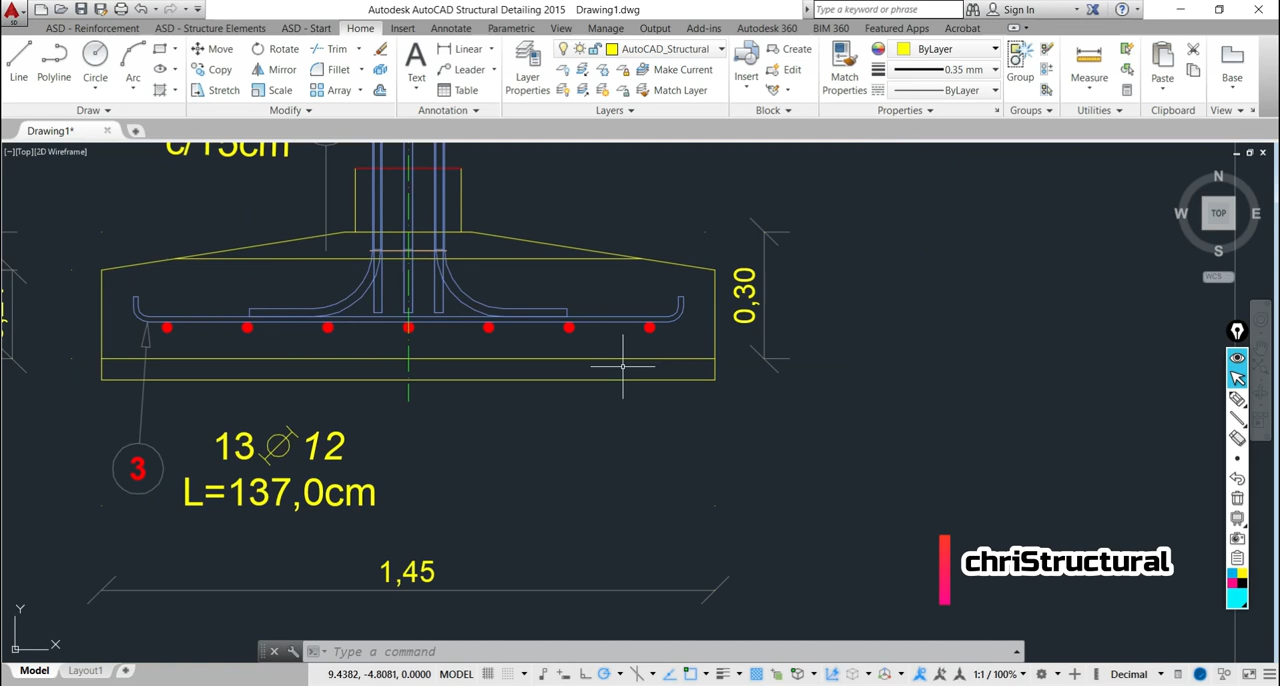 Autodesk AutoCAD Structural Detailing 2015 Drawing1.dwg
Type a keyword or phrase
Sign In
SD
ASD - Reinforcement ASD - Structure Elements ASD - Start Home Insert Annotate Parametric View Manage Output Add-ins Autodesk 360 BIM 360 Featured Apps Acrobat
Line Polyline Circle Arc
Move Rotate Trim
Copy Mirror Fillet
Stretch Scale Array
Text
Linear
Leader
Table
Layer Properties
AutoCAD_Structural
Make Current
Match Layer
Insert
Create
Edit
Match Properties
ByLayer
0.35 mm
ByLayer
Group
Measure
Paste
Base
Draw Modify Annotation Layers Block Properties Groups Utilities Clipboard View
Drawing1*
[−][Top][2D Wireframe]
c/15cm
N
W TOP E
S
WCS
0,30
13 ∅ 12
3
L=137,0cm
chriStructural
1,45
Y
X
Type a command
Model Layout1
9.4382, -4.8081, 0.0000 MODEL
1:1 / 100%
Decimal